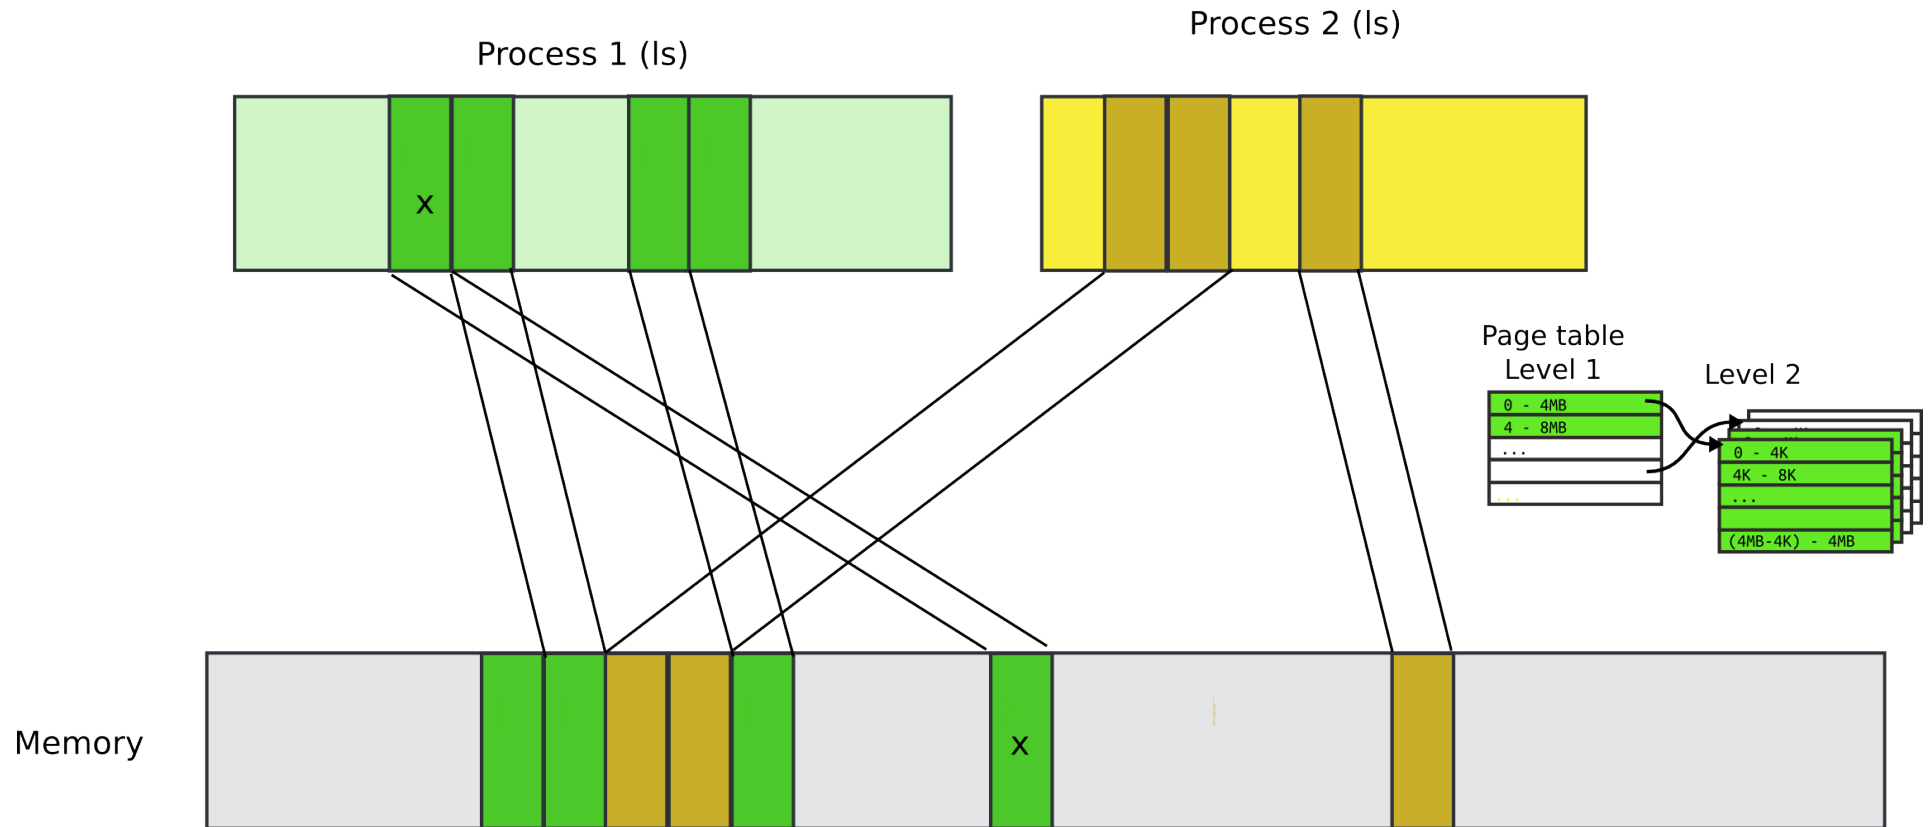 Process 1 (ls)
Process 2 (ls)
x
Page table
Level 1
Level 2
0 - 4MB
4 - 8MB
...
...
0 - 4K
4K - 8K
...
(4MB-4K) - 4MB
Memory
x